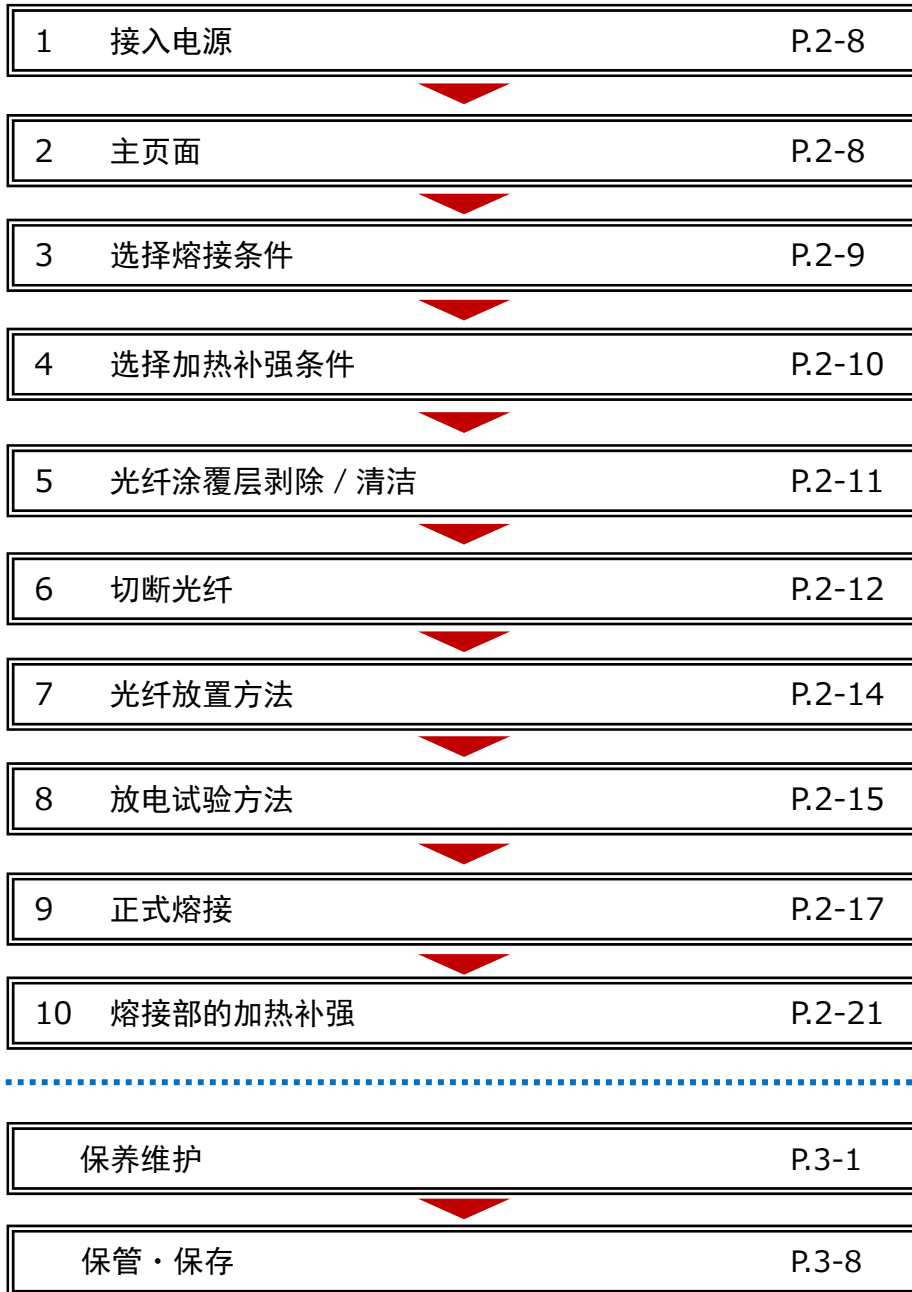 1 接入电源 P.2-8
2 主页面 P.2-8
3 选择熔接条件 P.2-9
4 选择加热补强条件 P.2-10
5 光纤涂覆层剥除 / 清洁 P.2-11
6 切断光纤 P.2-12
7 光纤放置方法 P.2-14
8 放电试验方法 P.2-15
9 正式熔接 P.2-17
10 熔接部的加热补强 P.2-21
保养维护 P.3-1
保管・保存 P.3-8